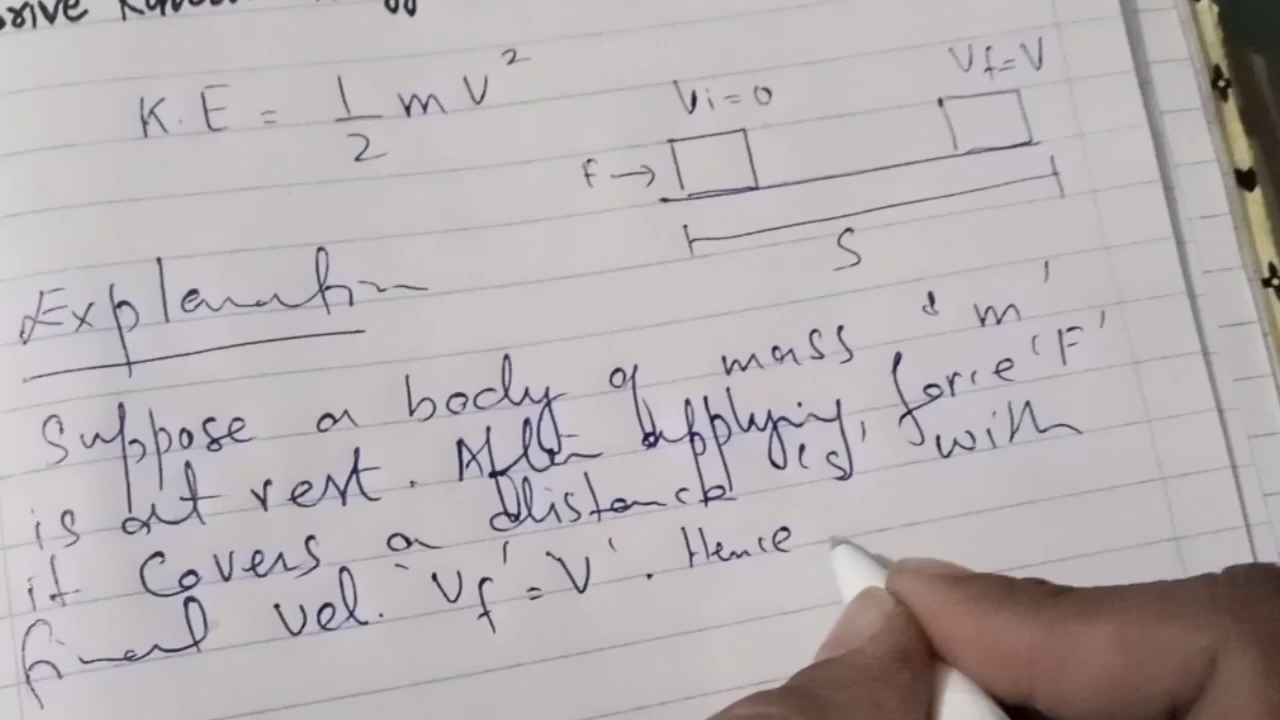 K.E = 1/2 mv²
Vi=0
Vf=V
F→
S
Explanation
Suppose a body of mass 'm'
is at rest. After applying, force 'F'
it covers a distance 's' with
final vel. 'Vf'='V'. Hence